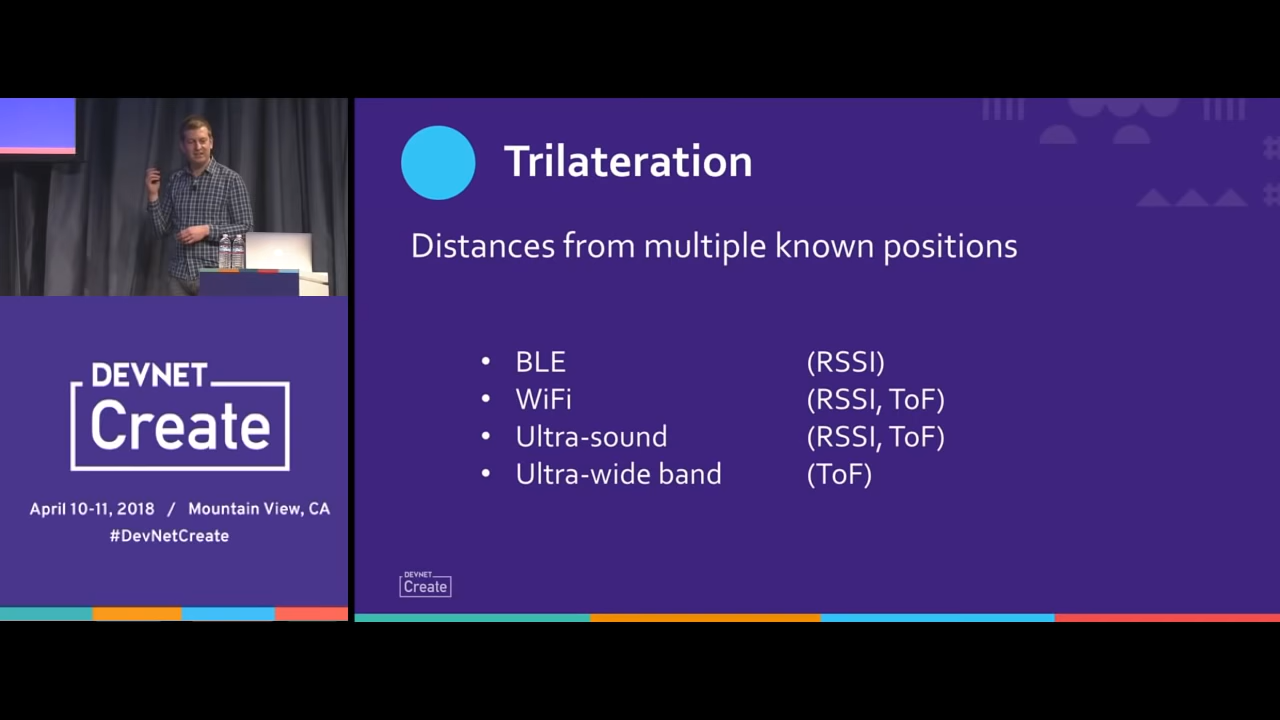 Trilateration
Distances from multiple known positions
• BLE (RSSI)
• WiFi (RSSI, ToF)
• Ultra-sound (RSSI, ToF)
• Ultra-wide band (ToF)
DEVNET
Create
DEVNET
Create
April 10-11, 2018 / Mountain View, CA
#DevNetCreate